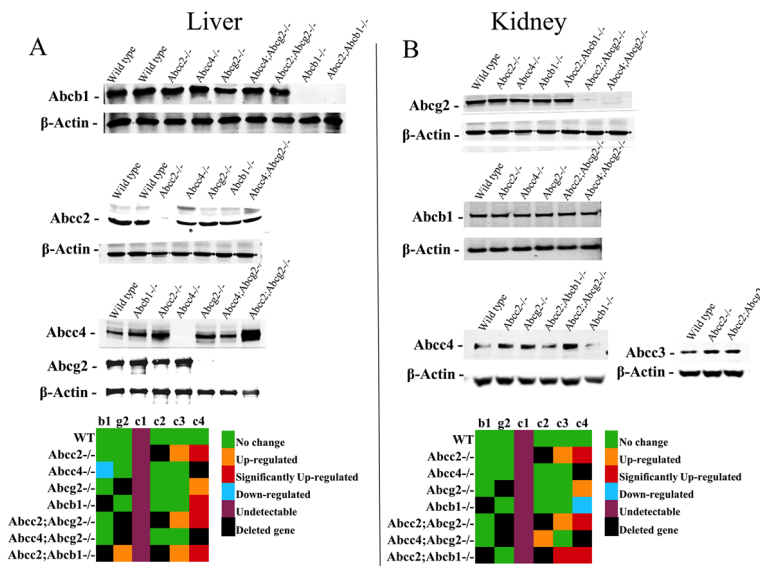 Liver
A
Wild type
Wild type
Abcc2-/-
Abcc4-/-
Abcg2-/-
Abcc4;Abcg2-/-
Abcc2;Abcg2-/-
Abcb1-/-
Abcc2;Abcb1-/-
Abcb1 -
β-Actin -
Wild type
Wild type
Abcc2-/-
Abcc4-/-
Abcg2-/-
Abcb1-/-
Abcc4;Abcg2-/-
Abcc2 -
β-Actin -
Wild type
Abcb1-/-
Abcc2-/-
Abcc4-/-
Abcg2-/-
Abcc4;Abcg2-/-
Abcc2;Abcg2-/-
Abcc4 -
Abcg2 -
β-Actin -
b1 g2 c1 c2 c3 c4
WT
Abcc2-/-
Abcc4-/-
Abcg2-/-
Abcb1-/-
Abcc2;Abcg2-/-
Abcc4;Abcg2-/-
Abcc2;Abcb1-/-
No change
Up-regulated
Significantly Up-regulated
Down-regulated
Undetectable
Deleted gene
Kidney
B
Wild type
Abcc2-/-
Abcc4-/-
Abcb1-/-
Abcc2;Abcb1-/-
Abcc2;Abcg2-/-
Abcc4;Abcg2-/-
Abcg2 -
β-Actin -
Wild type
Abcc2-/-
Abcc4-/-
Abcg2-/-
Abcc2;Abcg2-/-
Abcc4;Abcg2-/-
Abcb1 -
β-Actin -
Wild type
Abcc2-/-
Abcg2-/-
Abcc2;Abcb1-/-
Abcc2;Abcg2-/-
Abcb1-/-
Abcc4 -
β-Actin -
Wild type
Abcc2-/-
Abcc2;Abcg2
Abcc3 -
β-Actin -
b1 g2 c1 c2 c3 c4
WT
Abcc2-/-
Abcc4-/-
Abcg2-/-
Abcb1-/-
Abcc2;Abcg2-/-
Abcc4;Abcg2-/-
Abcc2;Abcb1-/-
No change
Up-regulated
Significantly Up-regulated
Down-regulated
Undetectable
Deleted gene